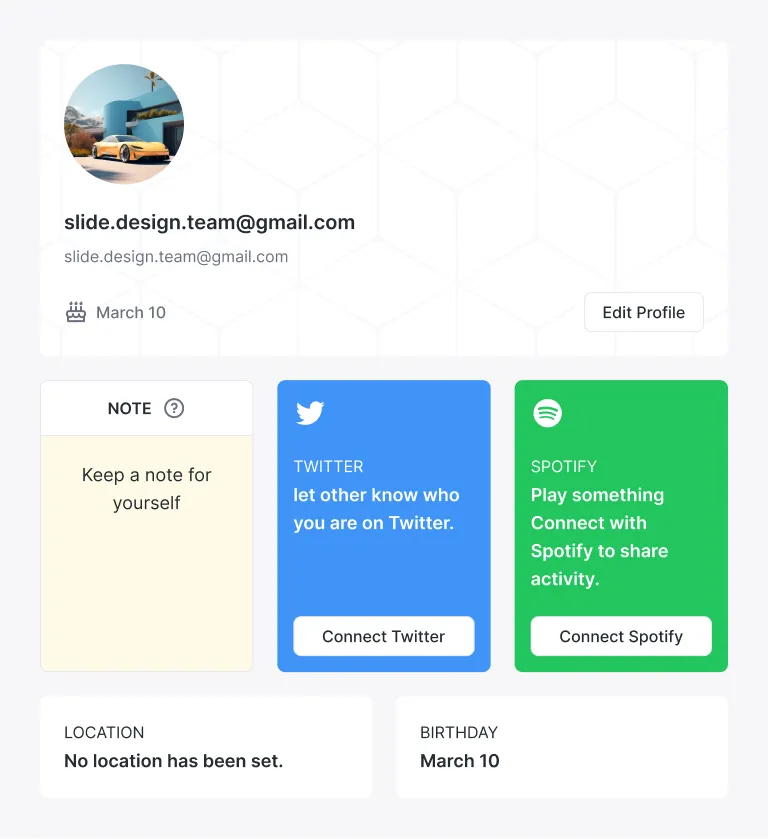 slide.design.team@gmail.com
slide.design.team@gmail.com
March 10
Edit Profile
NOTE ?
Keep a note for
yourself
TWITTER
let other know who
you are on Twitter.
Connect Twitter
SPOTIFY
Play something
Connect with
Spotify to share
activity.
Connect Spotify
LOCATION
No location has been set.
BIRTHDAY
March 10